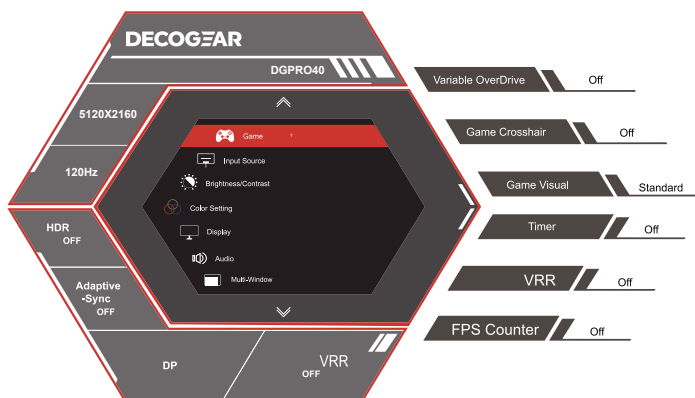 DECOGEAR
DGPRO40
5120X2160
120Hz
HDR
OFF
Adaptive
-Sync
OFF
DP
VRR
OFF
Game +
Input Source
Brightness/Contrast
Color Setting
Display
Audio
Multi-Window
Variable OverDrive Off
Game Crosshair Off
Game Visual Standard
Timer Off
VRR Off
FPS Counter Off